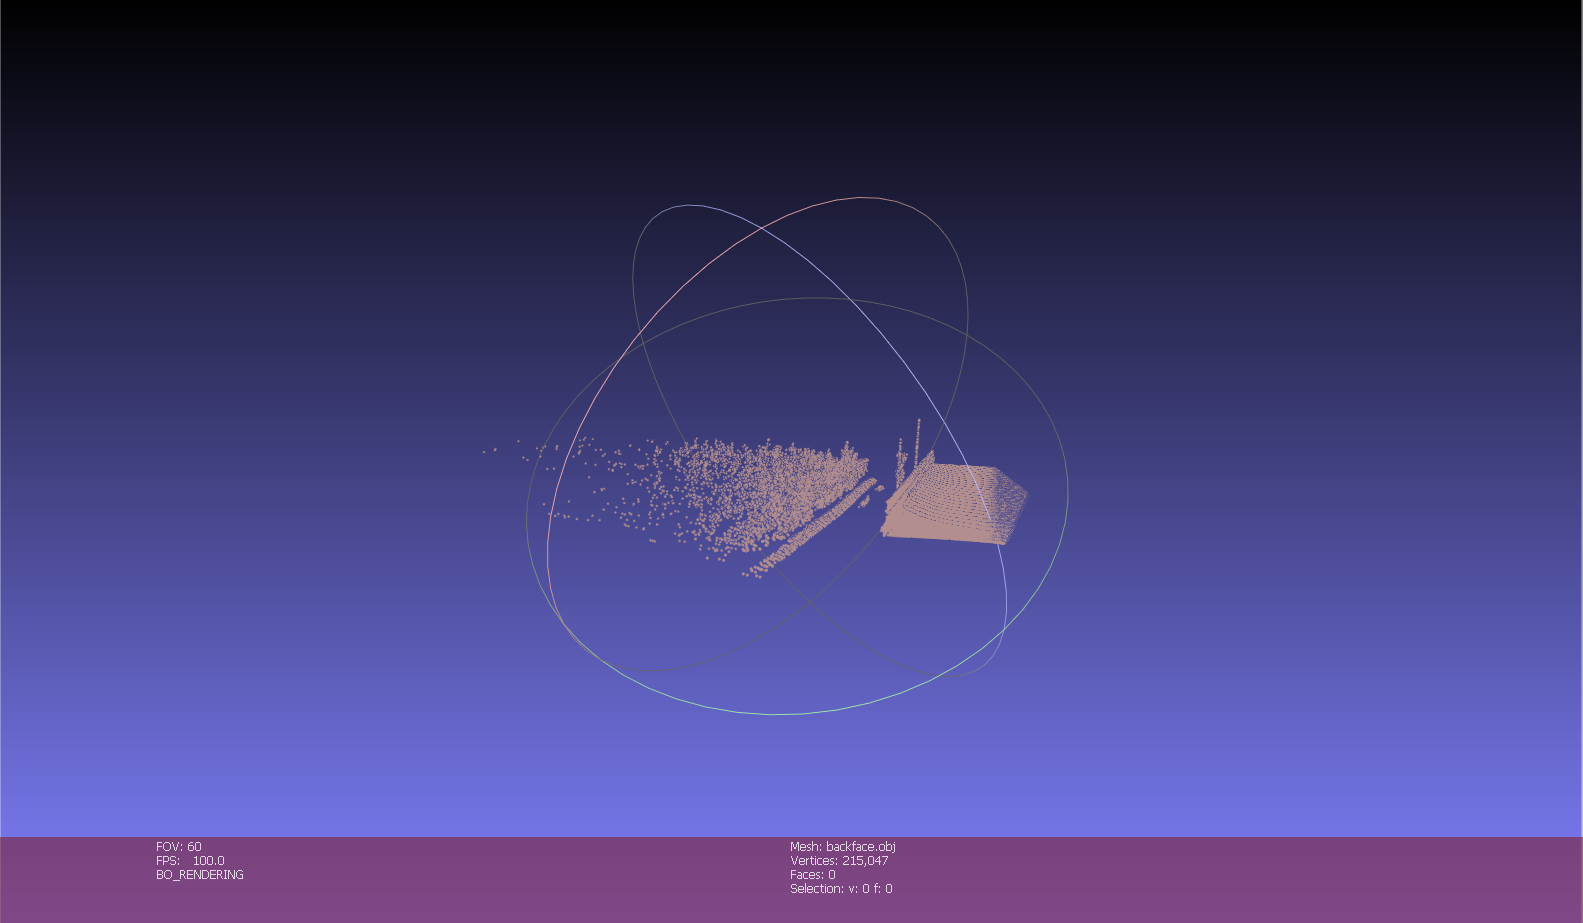 FOV: 60
FPS: 100.0
BO_RENDERING
Mesh: backface.obj
Vertices: 215,047
Faces: 0
Selection: v: 0 f: 0